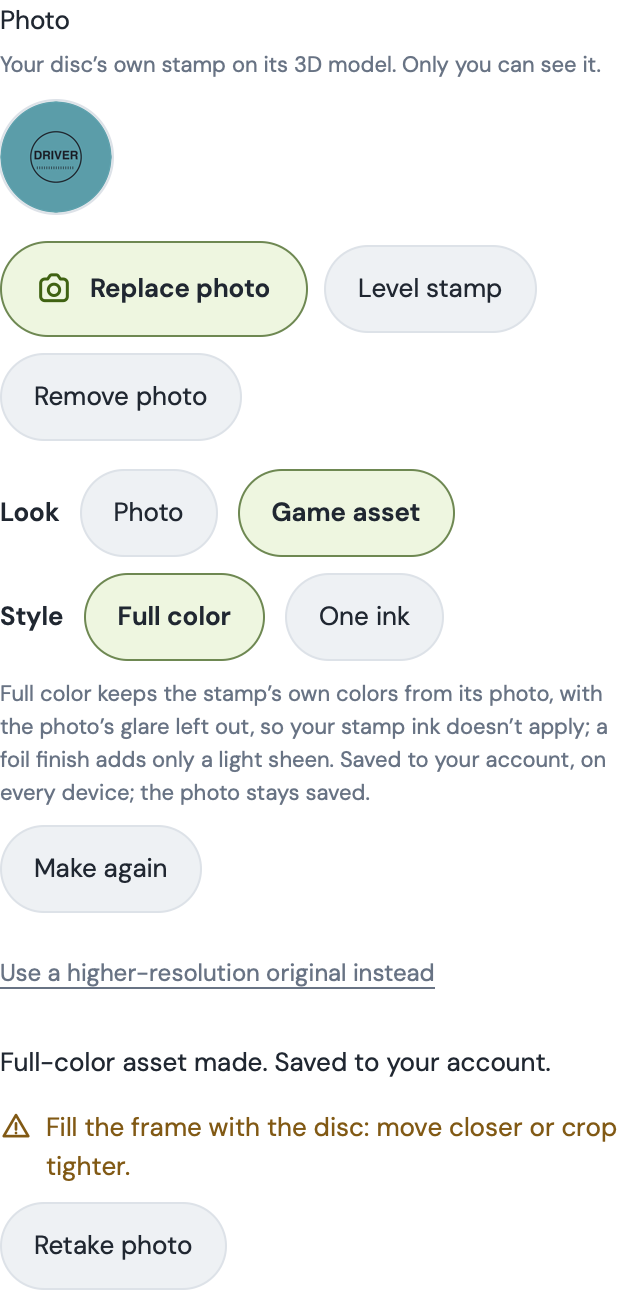 Photo
Your disc’s own stamp on its 3D model. Only you can see it.
DRIVER
Replace photo
Level stamp
Remove photo
Look
Photo
Game asset
Style
Full color
One ink
Full color keeps the stamp’s own colors from its photo, with
the photo’s glare left out, so your stamp ink doesn’t apply; a
foil finish adds only a light sheen. Saved to your account, on
every device; the photo stays saved.
Make again
Use a higher-resolution original instead
Full-color asset made. Saved to your account.
Fill the frame with the disc: move closer or crop
tighter.
Retake photo